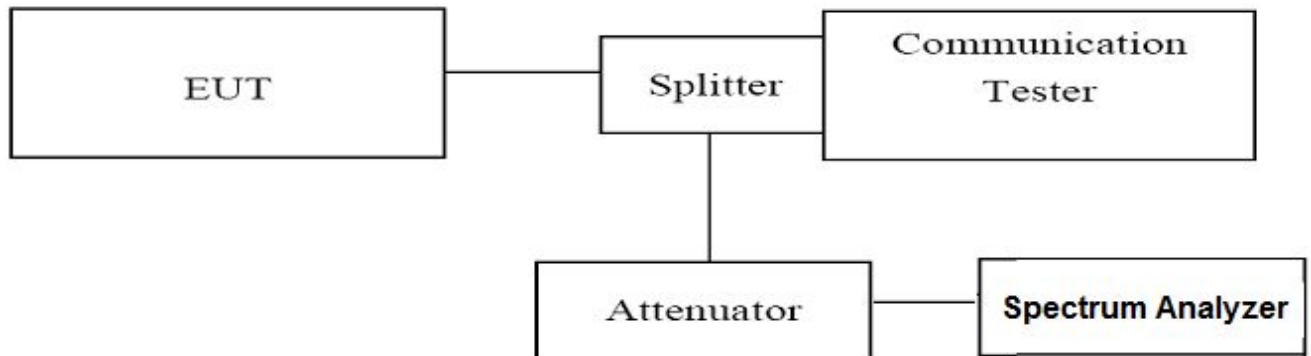 EUT
Splitter
Communication
Tester
Attenuator
Spectrum Analyzer